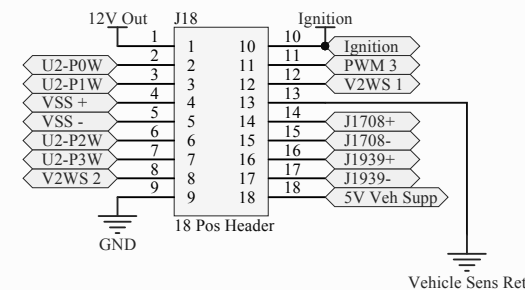 12V Out J18 Ignition
1 1 10 10 Ignition
U2-P0W 2 2 11 11 PWM 3
U2-P1W 3 3 12 12 V2WS 1
VSS + 4 4 13 13
VSS - 5 5 14 14 J1708+
U2-P2W 6 6 15 15 J1708-
U2-P3W 7 7 16 16 J1939+
V2WS 2 8 8 17 17 J1939-
9 9 18 18 5V Veh Supp
18 Pos Header
GND
Vehicle Sens Ret